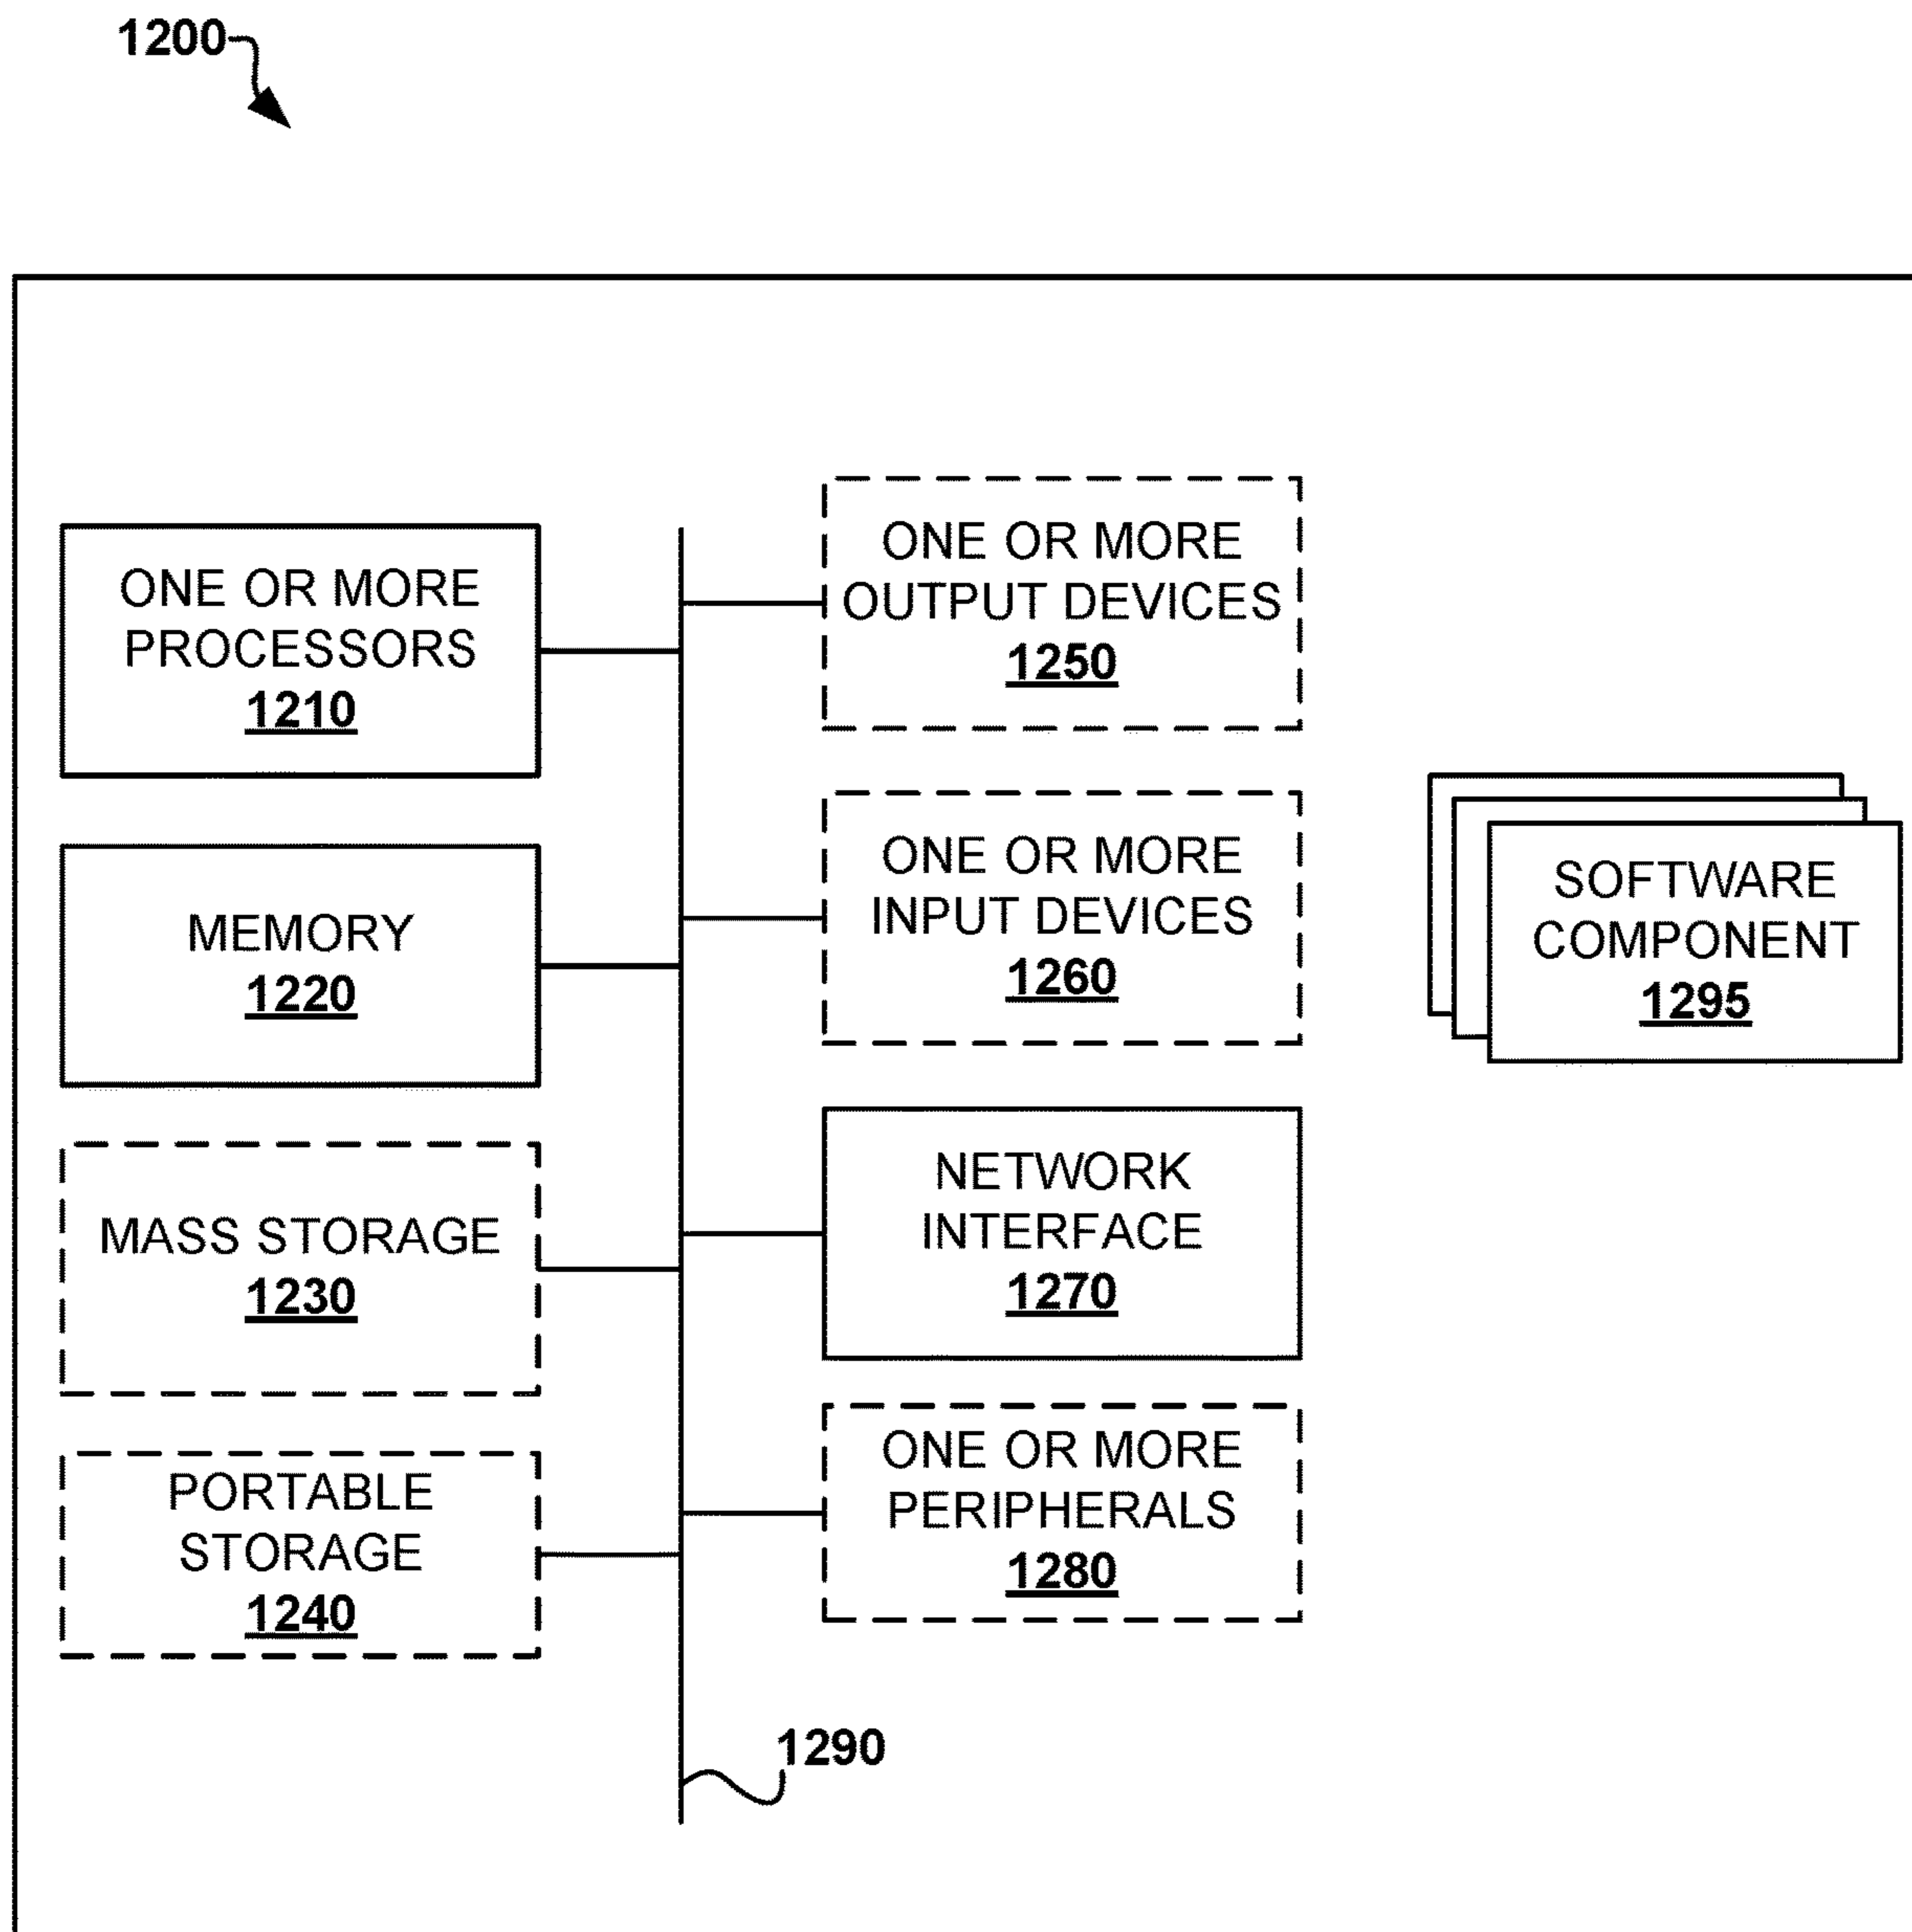 1200
ONE OR MORE
PROCESSORS
1210
MEMORY
1220
MASS STORAGE
1230
PORTABLE
STORAGE
1240
ONE OR MORE
OUTPUT DEVICES
1250
ONE OR MORE
INPUT DEVICES
1260
NETWORK
INTERFACE
1270
ONE OR MORE
PERIPHERALS
1280
1290
SOFTWARE
COMPONENT
1295